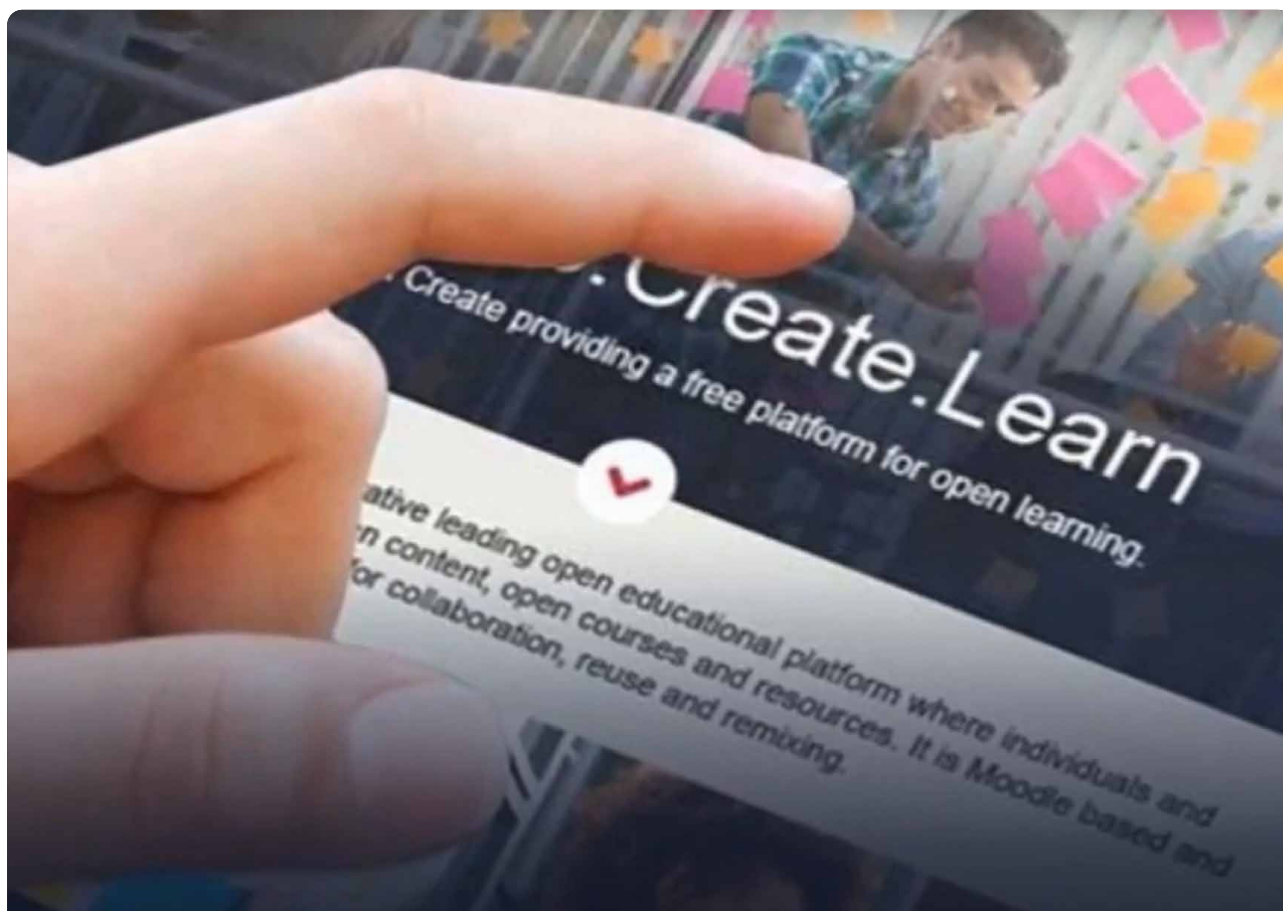 .Create.Learn
Create providing a free platform for open learning.
ative leading open educational platform where individuals and
n content, open courses and resources. It is Moodle based and
for collaboration, reuse and remixing.